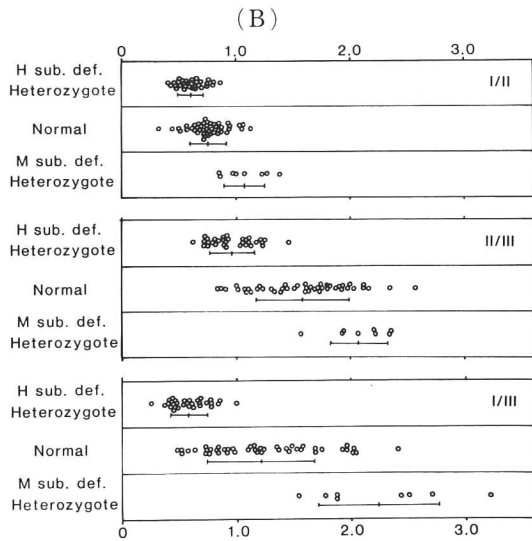 (B)
0 1.0 2.0 3.0
H sub. def.
Heterozygote
I/II
Normal
M sub. def.
Heterozygote
H sub. def.
Heterozygote
II/III
Normal
M sub. def.
Heterozygote
H sub. def.
Heterozygote
I/III
Normal
M sub. def.
Heterozygote
0 1.0 2.0 3.0